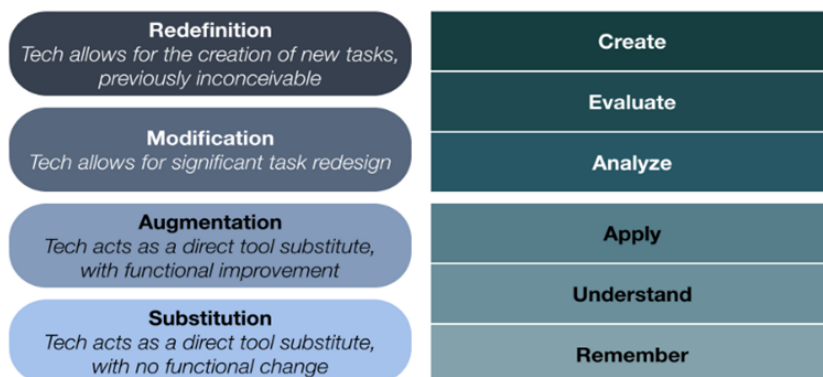 Redefinition
Tech allows for the creation of new tasks,
previously inconceivable
Modification
Tech allows for significant task redesign
Augmentation
Tech acts as a direct tool substitute,
with functional improvement
Substitution
Tech acts as a direct tool substitute,
with no functional change
Create
Evaluate
Analyze
Apply
Understand
Remember